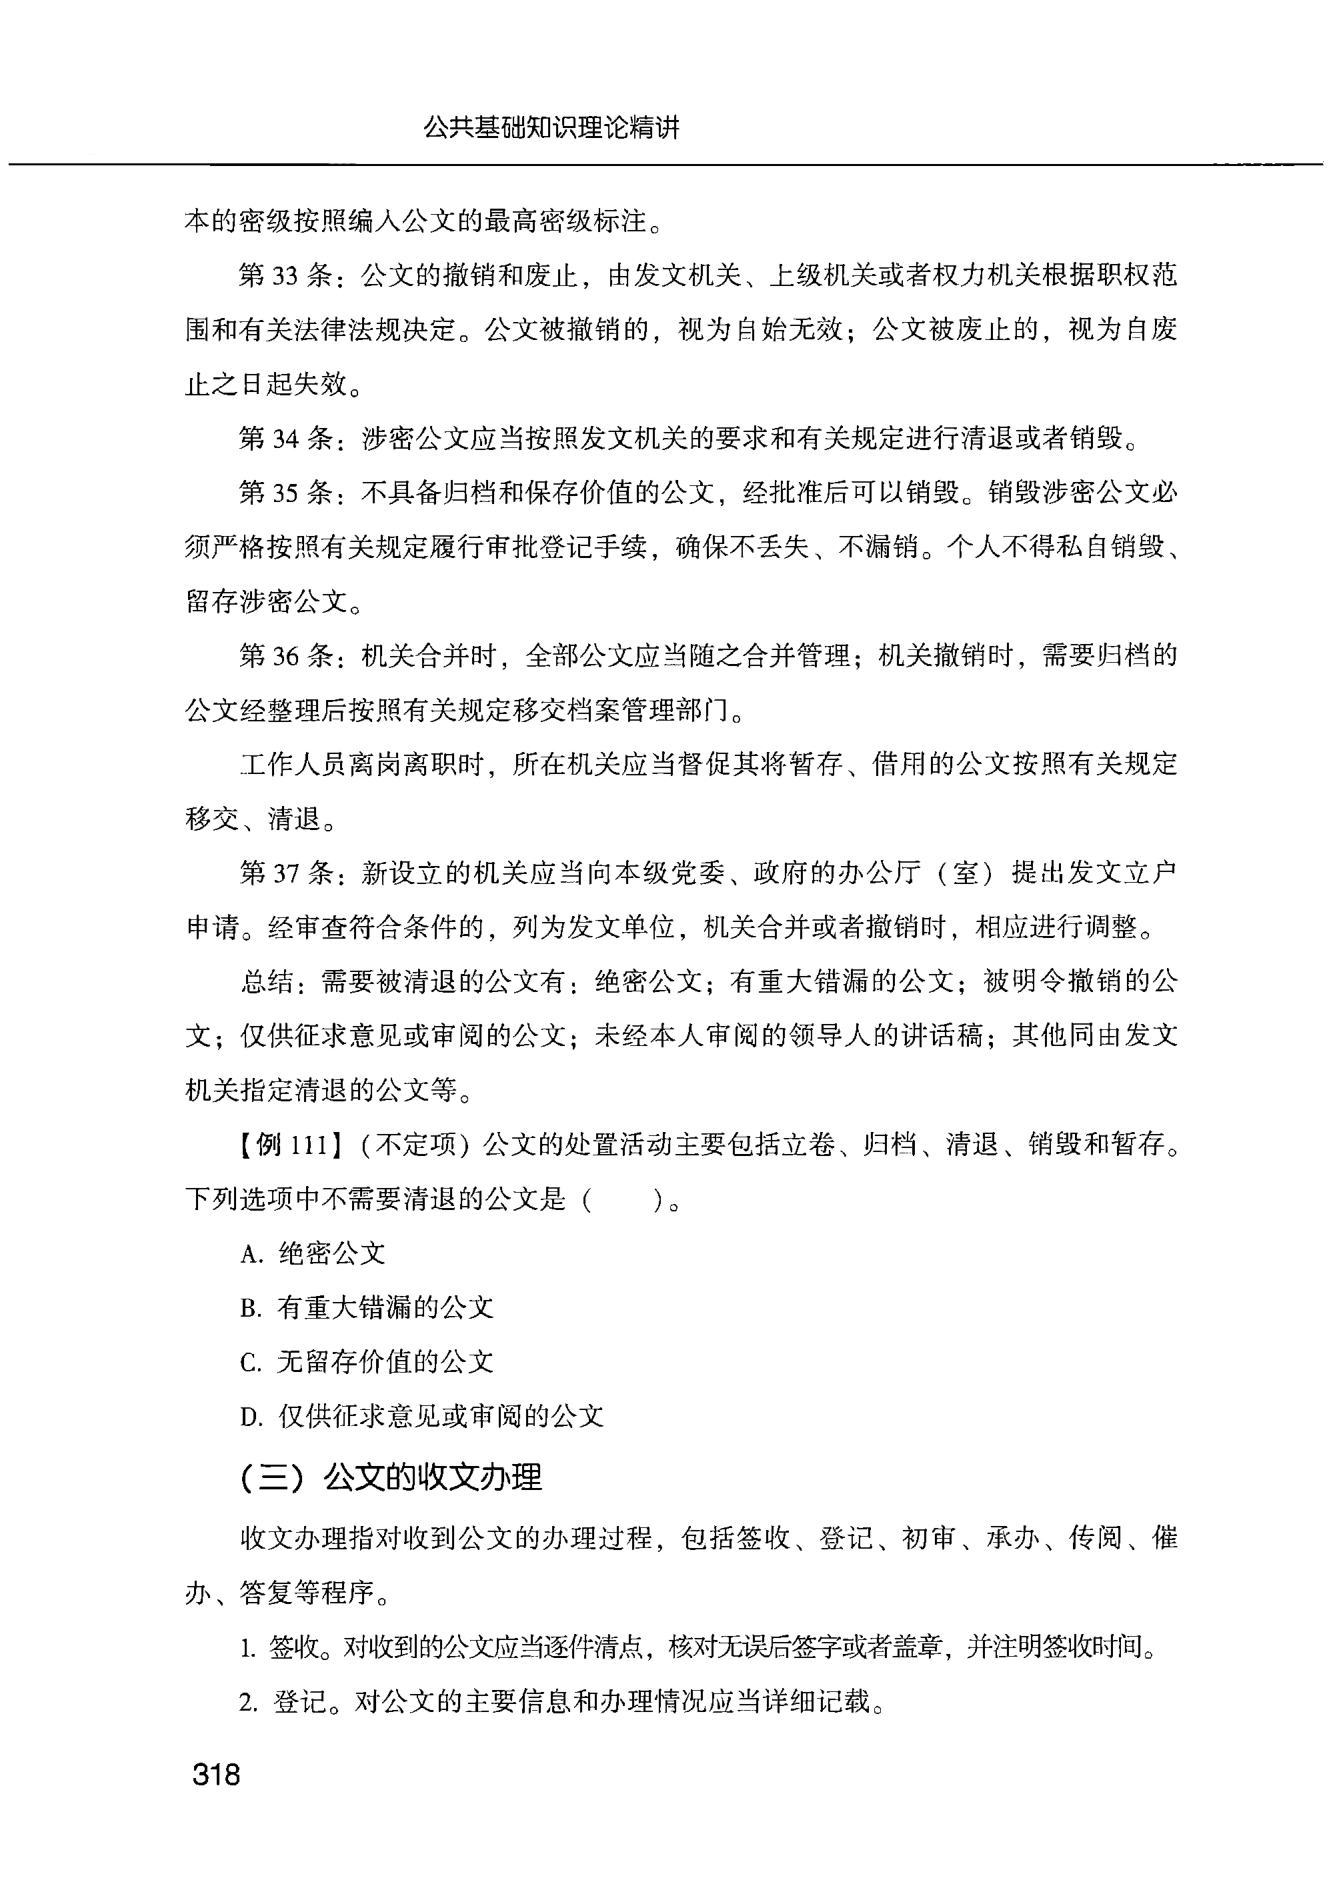 公共基础知识理论精讲
本的密级按照编入公文的最高密级标注。
第 33 条：公文的撤销和废止，由发文机关、上级机关或者权力机关根据职权范
围和有关法律法规决定。公文被撤销的，视为自始无效；公文被废止的，视为自废
止之日起失效。
第 34 条：涉密公文应当按照发文机关的要求和有关规定进行清退或者销毁。
第 35 条：不具备归档和保存价值的公文，经批准后可以销毁。销毁涉密公文必
须严格按照有关规定履行审批登记手续，确保不丢失、不漏销。个人不得私自销毁、
留存涉密公文。
第 36 条：机关合并时，全部公文应当随之合并管理；机关撤销时，需要归档的
公文经整理后按照有关规定移交档案管理部门。
工作人员离岗离职时，所在机关应当督促其将暂存、借用的公文按照有关规定
移交、清退。
第 37 条：新设立的机关应当向本级党委、政府的办公厅（室）提出发文立户
申请。经审查符合条件的，列为发文单位，机关合并或者撤销时，相应进行调整。
总结：需要被清退的公文有：绝密公文；有重大错漏的公文；被明令撤销的公
文；仅供征求意见或审阅的公文；未经本人审阅的领导人的讲话稿；其他同由发文
机关指定清退的公文等。
【例 111】（不定项）公文的处置活动主要包括立卷、归档、清退、销毁和暂存。
下列选项中不需要清退的公文是（　　）。
A. 绝密公文
B. 有重大错漏的公文
C. 无留存价值的公文
D. 仅供征求意见或审阅的公文
（三）公文的收文办理
收文办理指对收到公文的办理过程，包括签收、登记、初审、承办、传阅、催
办、答复等程序。
1. 签收。对收到的公文应当逐件清点，核对无误后签字或者盖章，并注明签收时间。
2. 登记。对公文的主要信息和办理情况应当详细记载。
318